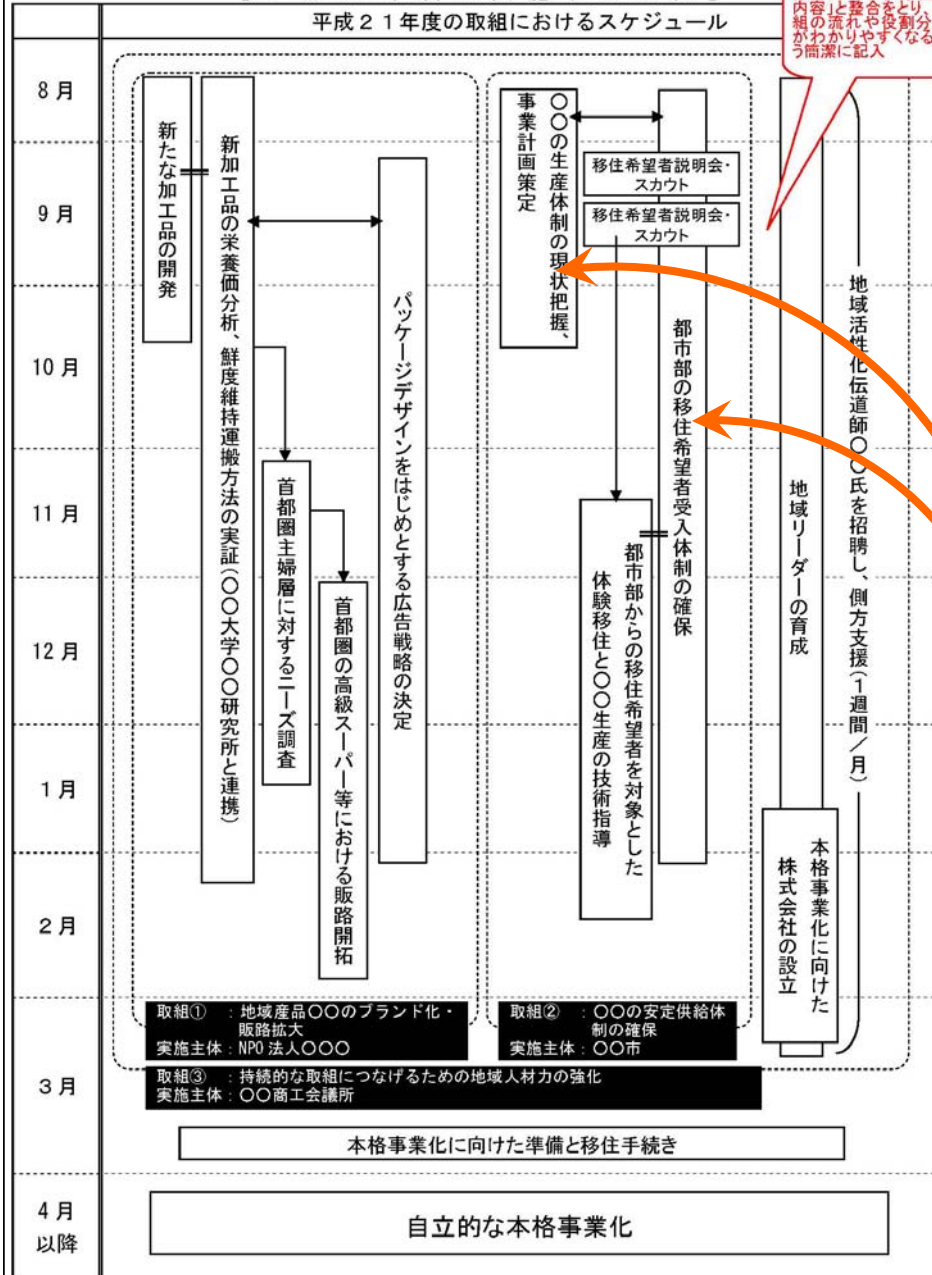 平成21年度の取組におけるスケジュール
内容」と整合をとり、
組の流れや役割分
がわかりやすくなる
う簡潔に記入
8月
9月
10月
11月
12月
1月
2月
3月
4月
以降
新たな加工品の開発
新加工品の栄養価分析、鮮度維持運搬方法の実証(〇〇大学〇〇研究所と連携)
首都圏主婦層に対するニーズ調査
首都圏の高級スーパー等における販路開拓
パッケージデザインをはじめとする広告戦略の決定
〇〇の生産体制の現状把握、
事業計画策定
移住希望者説明会・
スカウト
移住希望者説明会・
スカウト
都市部の移住希望者受入体制の確保
都市部からの移住希望者を対象とした
体験移住と〇〇生産の技術指導
地域リーダーの育成
本格事業化に向けた
株式会社の設立
地域活性化伝道師〇〇氏を招聘し、側方支援(1週間/月)
取組① :地域産品〇〇のブランド化・
販路拡大
実施主体:NPO法人〇〇〇
取組② :〇〇の安定供給体
制の確保
実施主体:〇〇市
取組③ :持続的な取組につなげるための地域人材力の強化
実施主体:〇〇商工会議所
本格事業化に向けた準備と移住手続き
自立的な本格事業化